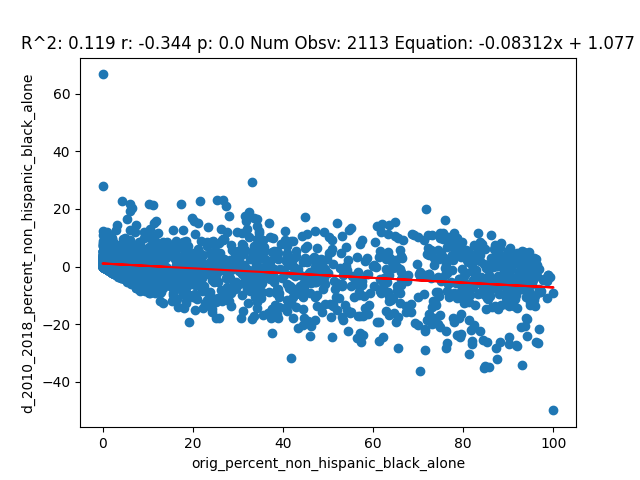 R^2: 0.119 r: -0.344 p: 0.0 Num Obsv: 2113 Equation: -0.08312x + 1.077
d_2010_2018_percent_non_hispanic_black_alone
60
40
20
0
−20
−40
0 20 40 60 80 100
orig_percent_non_hispanic_black_alone